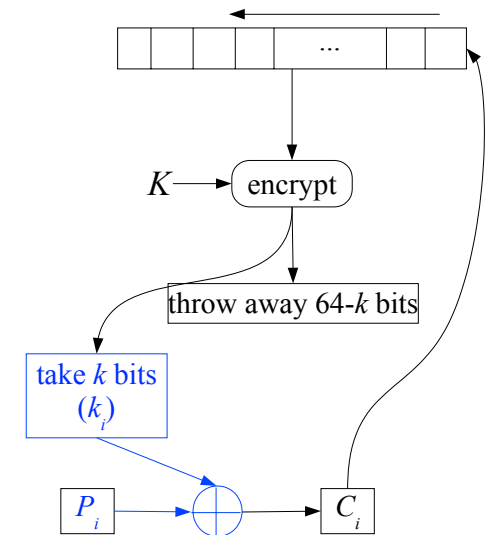 ...
K
encrypt
throw away 64-k bits
take k bits
(kᵢ)
Pᵢ
Cᵢ